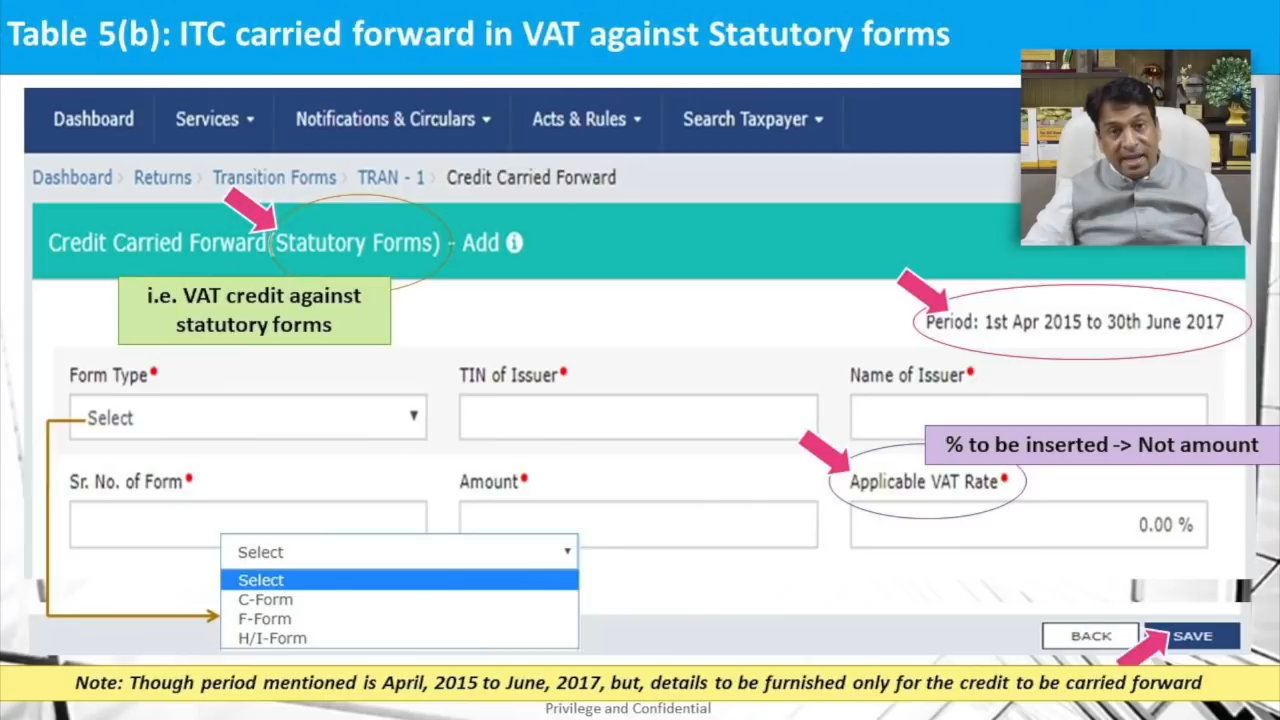 Table 5(b): ITC carried forward in VAT against Statutory forms
Dashboard Services Notifications & Circulars Acts & Rules Search Taxpayer
Dashboard Returns Transition Forms TRAN - 1 Credit Carried Forward
Credit Carried Forward(Statutory Forms) - Add
i.e. VAT credit against
statutory forms
Period: 1st Apr 2015 to 30th June 2017
Form Type TIN of Issuer Name of Issuer
Select
% to be inserted -> Not amount
Sr. No. of Form Amount Applicable VAT Rate
0.00 %
Select
Select
C-Form
F-Form
H/I-Form
BACK SAVE
Note: Though period mentioned is April, 2015 to June, 2017, but, details to be furnished only for the credit to be carried forward
Privilege and Confidential